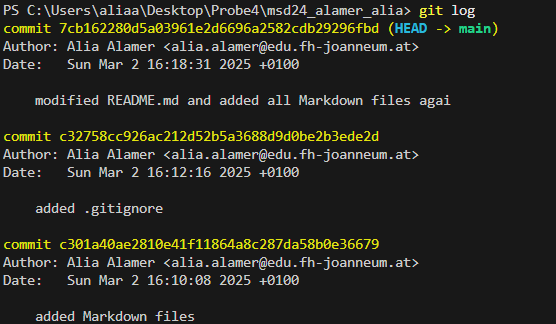 PS C:\Users\aliaa\Desktop\Probe4\msd24_alamer_alia> git log
commit 7cb162280d5a03961e2d6696a2582cdb29296fbd (HEAD -> main)
Author: Alia Alamer <alia.alamer@edu.fh-joanneum.at>
Date:   Sun Mar 2 16:18:31 2025 +0100
    modified README.md and added all Markdown files agai
commit c32758cc926ac212d52b5a3688d9d0be2b3ede2d
Author: Alia Alamer <alia.alamer@edu.fh-joanneum.at>
Date:   Sun Mar 2 16:12:16 2025 +0100
    added .gitignore
commit c301a40ae2810e41f11864a8c287da58b0e36679
Author: Alia Alamer <alia.alamer@edu.fh-joanneum.at>
Date:   Sun Mar 2 16:10:08 2025 +0100
    added Markdown files